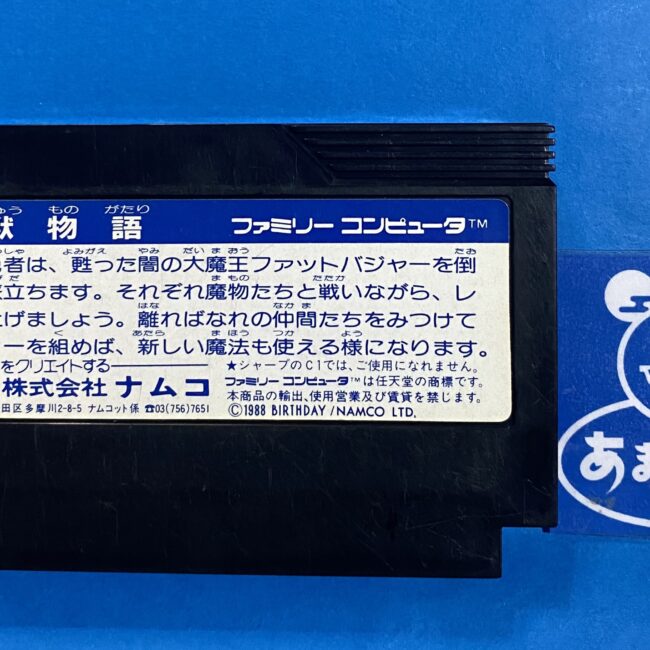 獣物語 ファミリーコンピュータ™
者は、甦った闇の大魔王ファットバジャーを倒
旅立ちます。それぞれ魔物たちと戦いながら、レ
上げましょう。離ればなれの仲間たちをみつけて
ーを組めば、新しい魔法も使える様になります。
をクリエイトする
★シャープのC1では、ご使用になれません。
株式会社 ナムコ
ファミリーコンピュータ™は任天堂の商標です。
田区多摩川2-8-5 ナムコット係 ☎03(756)7651
本商品の輸出、使用営業及び賃貸を禁じます。
©1988 BIRTHDAY/NAMCO LTD.
あま